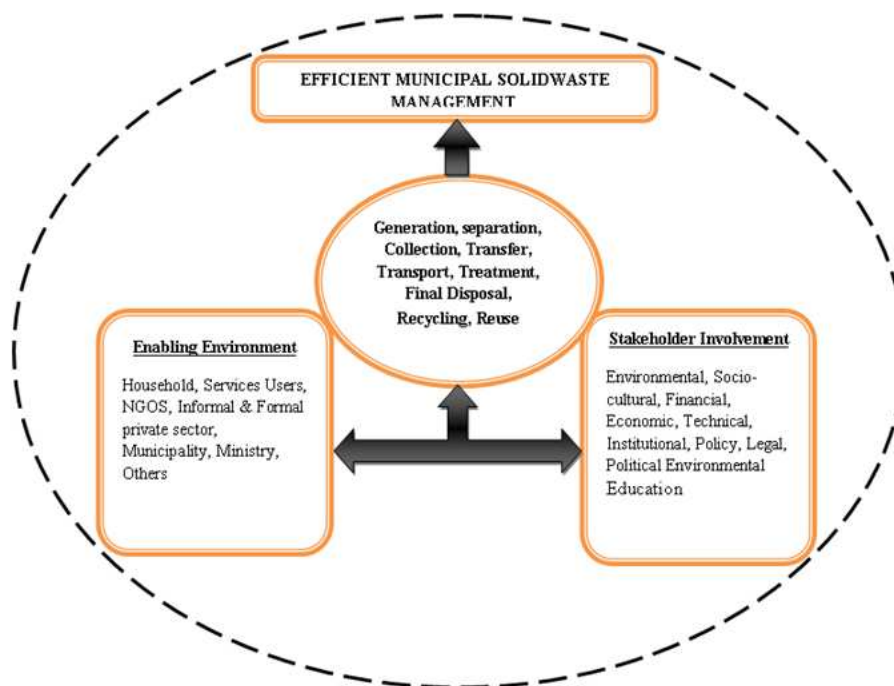 EFFICIENT MUNICIPAL SOLIDWASTE
MANAGEMENT
Generation, separation,
Collection, Transfer,
Transport, Treatment,
Final Disposal,
Recycling, Reuse
Enabling Environment
Household, Services Users,
NGOS, Informal & Formal
private sector,
Municipality, Ministry,
Others
Stakeholder Involvement
Environmental, Socio-
cultural, Financial,
Economic, Technical,
Institutional, Policy, Legal,
Political Environmental
Education